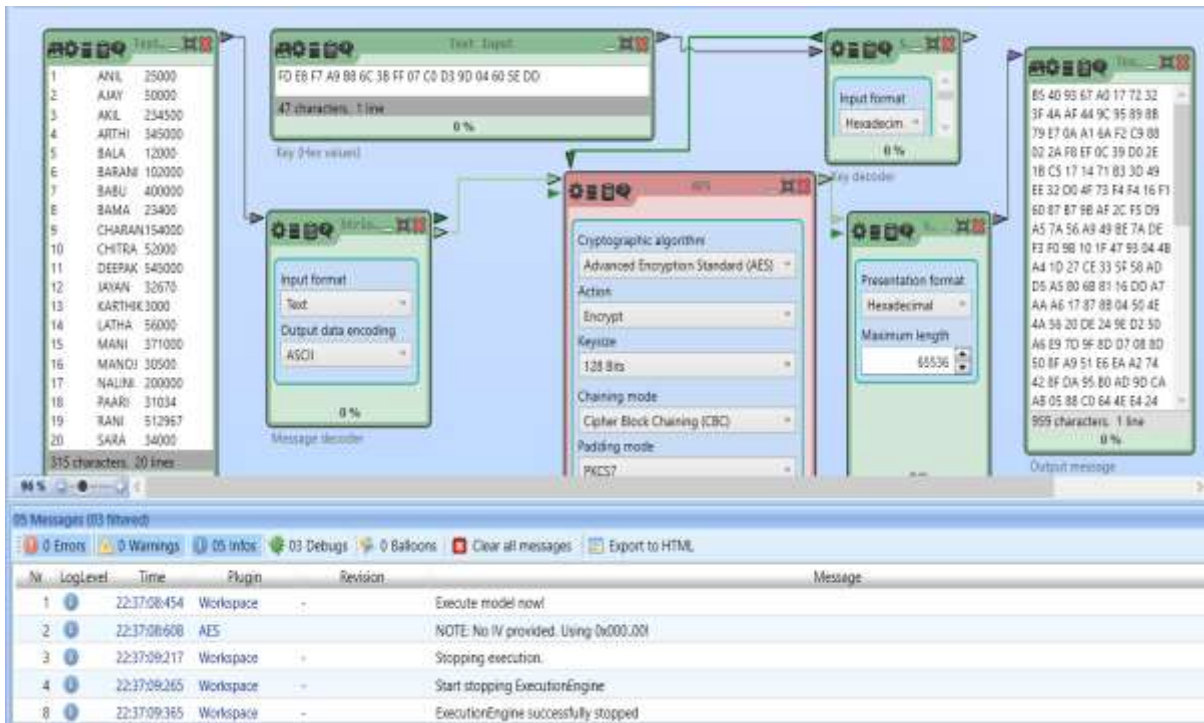 Text Input
1 ANIL 25000
2 AJAY 50000
3 AKIL 234500
4 ARTHI 345000
5 BALA 12000
6 BARANI 102000
7 BABU 400000
8 BAMA 23400
9 CHARAN154000
10 CHITRA 52000
11 DEEPAK 545000
12 JAYAN 32670
13 KARTHIK 3000
14 LATHA 56000
15 MANI 371000
16 MANOJ 30500
17 NALINI 200000
18 PAARI 31034
19 RANI 512967
20 SARA 34000
315 characters, 20 lines
FD E8 F7 A9 B8 6C 3B FF 07 C0 D3 9D 04 60 5E DD
47 characters, 1 line
0 %
Key (Hex values)
Input format
Text
Output data encoding
ASCII
0 %
Message decoder
AES
Cryptographic algorithm
Advanced Encryption Standard (AES)
Action
Encrypt
Keysize
128 Bits
Chaining mode
Cipher Block Chaining (CBC)
Padding mode
PKCS7
Input format
Hexadecim
0 %
Key decoder
Presentation format
Hexadecimal
Maximum length
65536
B5 40 93 67 A0 17 72 32
3F 4A AF 44 9C 95 89 8B
79 E7 0A A1 6A F2 C9 88
02 2A F8 EF 0C 39 D0 2E
1B C5 17 14 71 83 3D 49
EE 32 D0 4F 73 F4 F4 16 F1
60 87 B7 9B AF 2C F5 D9
A5 7A 56 A9 49 8E 7A DE
F3 F0 9B 10 1F 47 93 04 4B
A4 1D 27 CE 33 5F 58 AD
D5 A5 80 6B 81 16 DD A7
AA A6 17 87 8B 04 50 4E
4A 56 20 DE 24 9E D2 50
A6 E9 7D 9F 8D D7 08 BD
50 8F A9 51 E6 EA A2 74
42 8F DA 95 B0 AD 9D CA
AB 05 88 C0 64 4E 64 24
959 characters, 1 line
0 %
Output message
96 %
05 Messages (03 filtered)
0 Errors 0 Warnings 05 Infos 03 Debugs 0 Balloons Clear all messages Export to HTML
Nr LogLevel Time Plugin Revision Message
1 22:37:08:454 Workspace - Execute model now!
2 22:37:08:608 AES NOTE: No IV provided. Using 0x000..00!
3 22:37:09:217 Workspace - Stopping execution.
4 22:37:09:265 Workspace - Start stopping ExecutionEngine
8 22:37:09:365 Workspace - ExecutionEngine successfully stopped